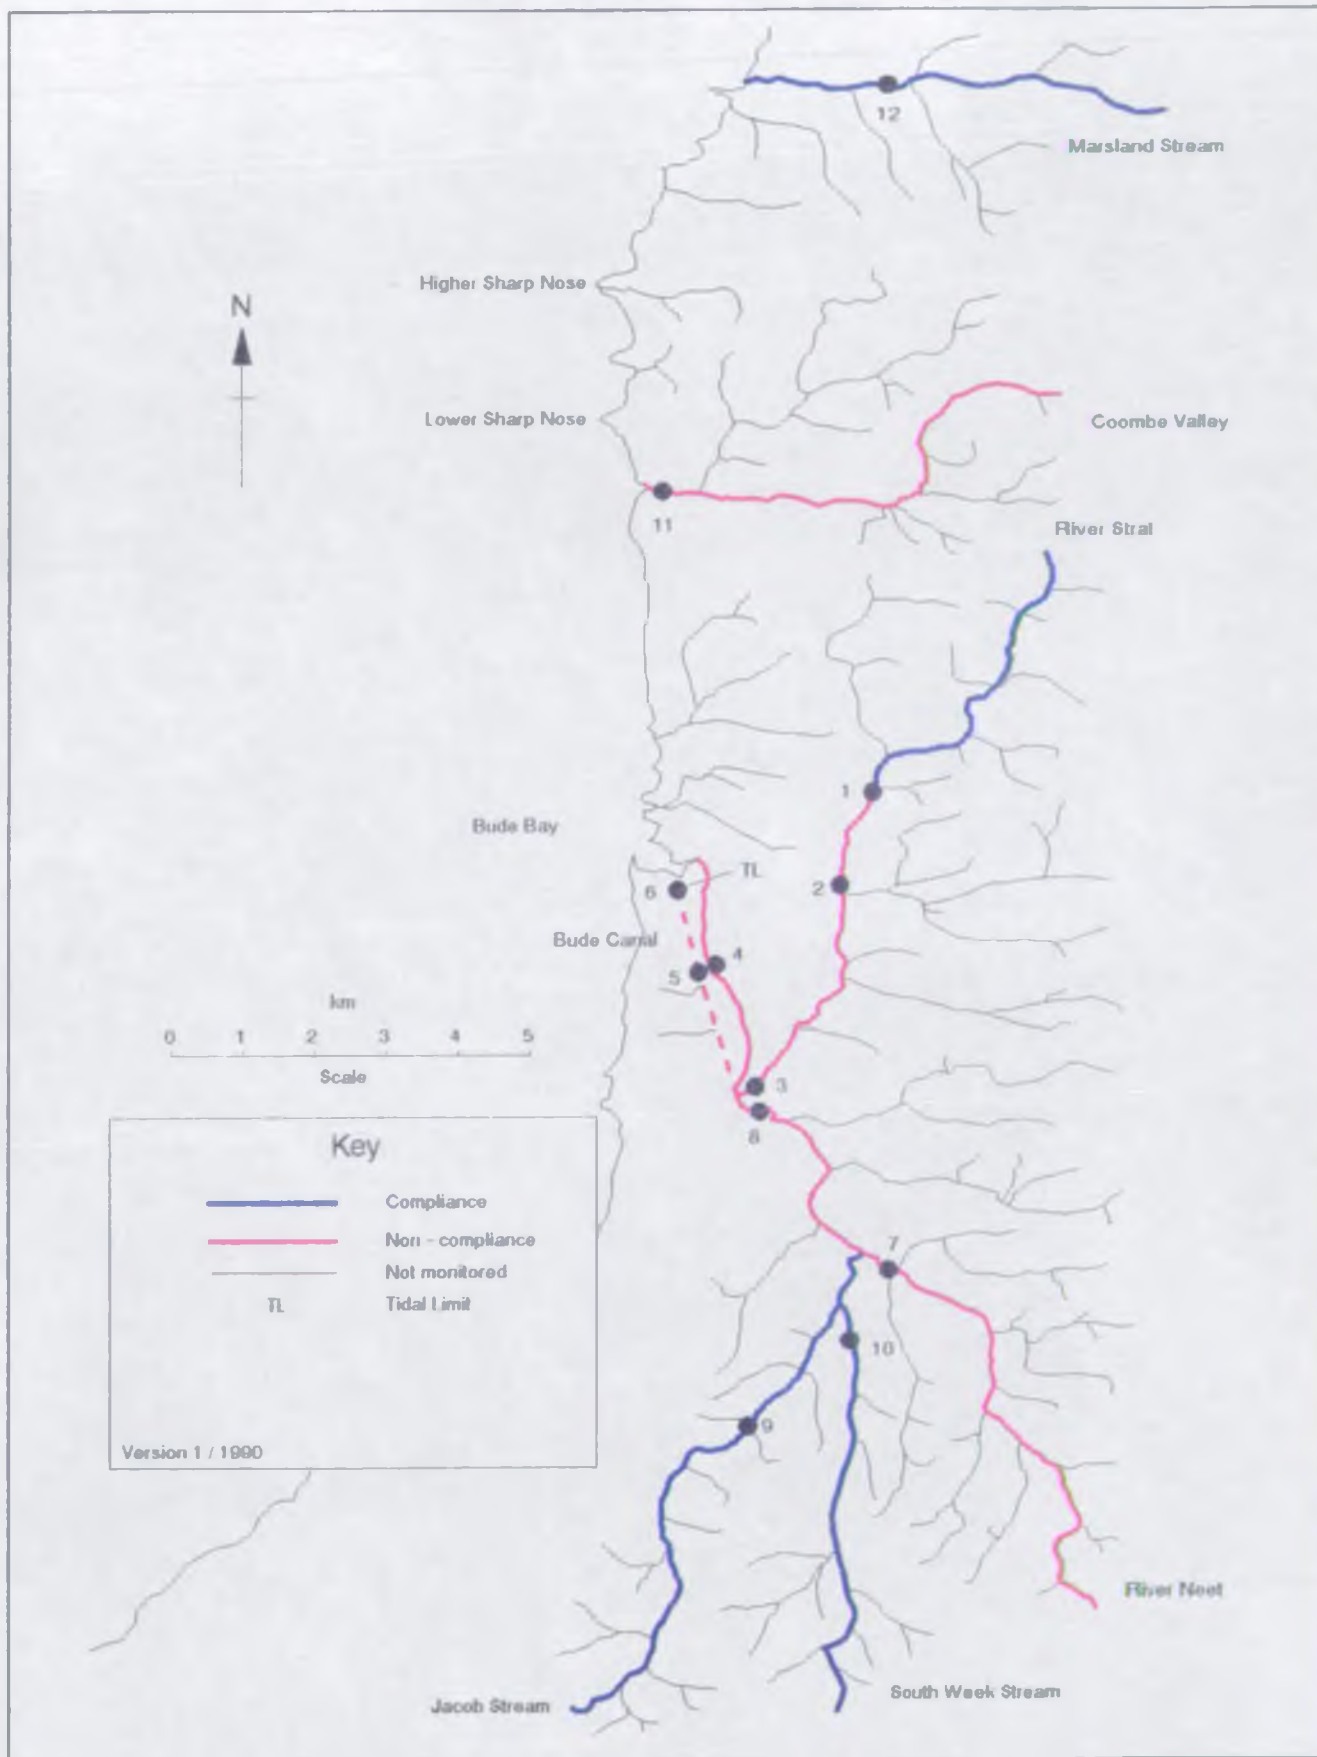 12
Marsland Stream
Higher Sharp Nose
N
Lower Sharp Nose
Coombe Valley
11
River Strat
1
Bude Bay
TL
6
2
Bude Canal
4
5
km
0 1 2 3 4 5
Scale
3
8
Key
Compliance
Non - compliance
7
Not monitored
TL Tidal Limit
10
9
Version 1 / 1990
River Neet
South Week Stream
Jacob Stream